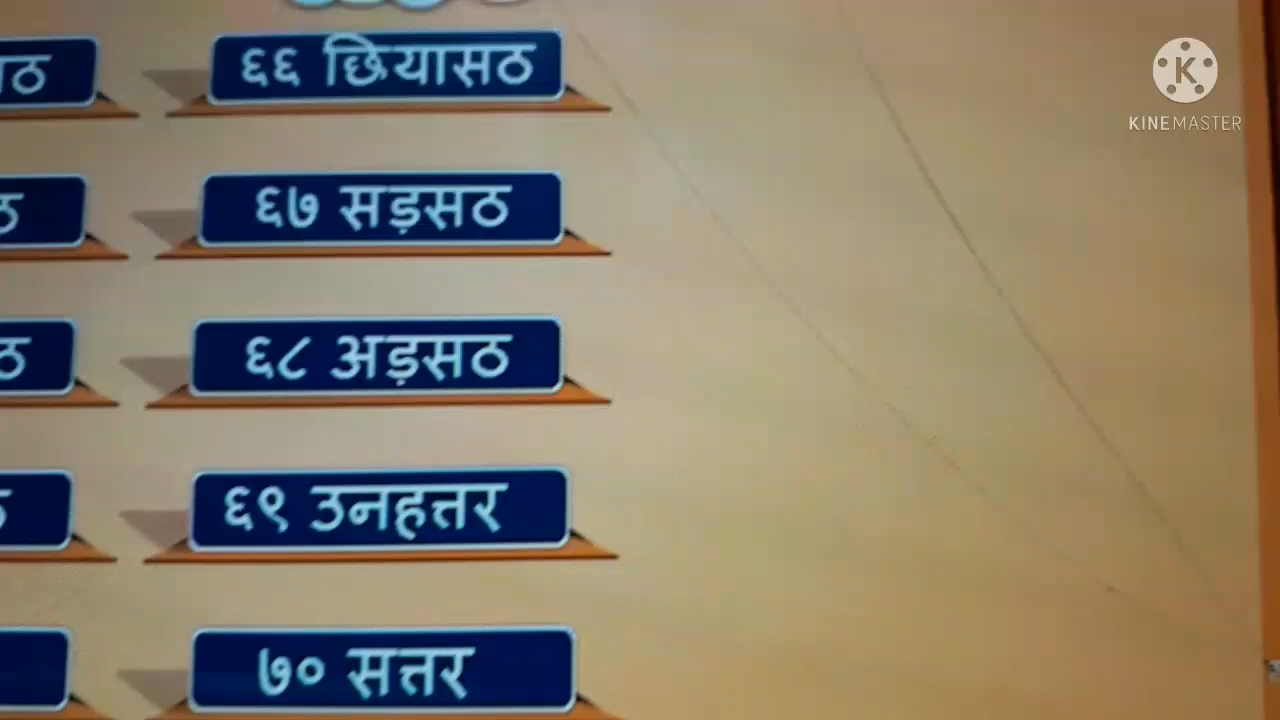 ६६ छियासठ
६७ सड़सठ
६८ अड़सठ
६९ उनहत्तर
७० सत्तर
KINEMASTER